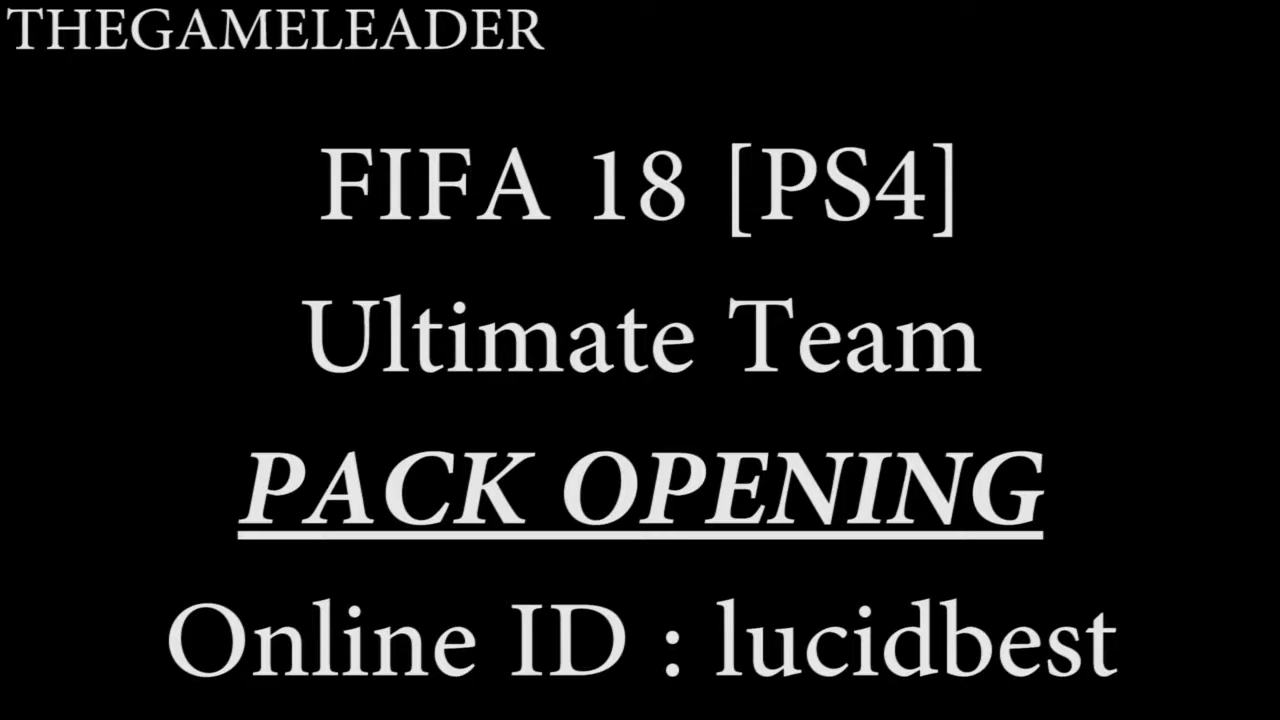 THEGAMELEADER
FIFA 18 [PS4]
Ultimate Team
PACK OPENING
Online ID : lucidbest